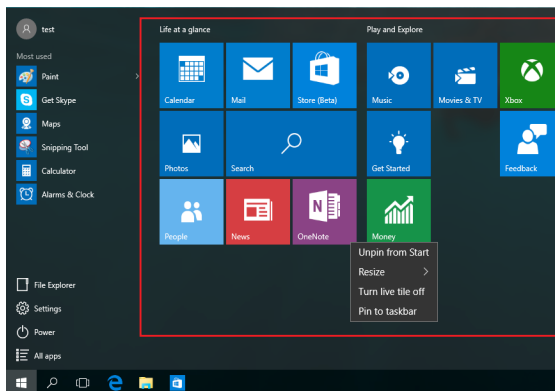 test
Most used
Paint
Get Skype
Maps
Snipping Tool
Calculator
Alarms & Clock
File Explorer
Settings
Power
All apps
Life at a glance
Calendar
Mail
Store (Beta)
Photos
Search
People
News
OneNote
Play and Explore
Music
Movies & TV
Xbox
Get Started
Feedback
Money
Unpin from Start
Resize
Turn live tile off
Pin to taskbar